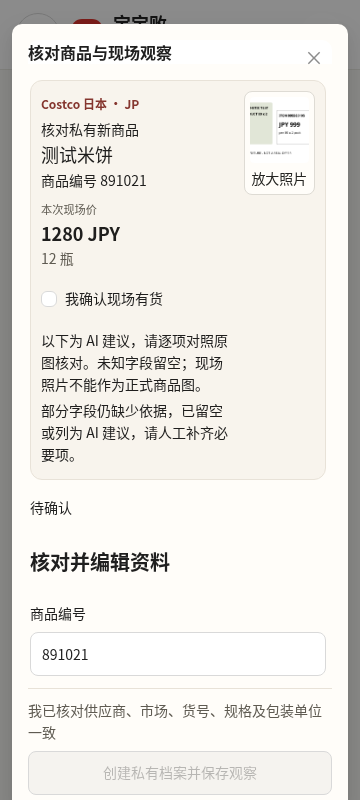 核对商品与现场观察
Costco 日本 · JP
核对私有新商品
测试米饼
商品编号 891021
JPY 999
放大照片
本次现场价
1280 JPY
12 瓶
我确认现场有货
以下为 AI 建议，请逐项对照原
图核对。未知字段留空；现场
照片不能作为正式商品图。
部分字段仍缺少依据，已留空
或列为 AI 建议，请人工补齐必
要项。
待确认
核对并编辑资料
商品编号
891021
我已核对供应商、市场、货号、规格及包装单位
一致
创建私有档案并保存观察